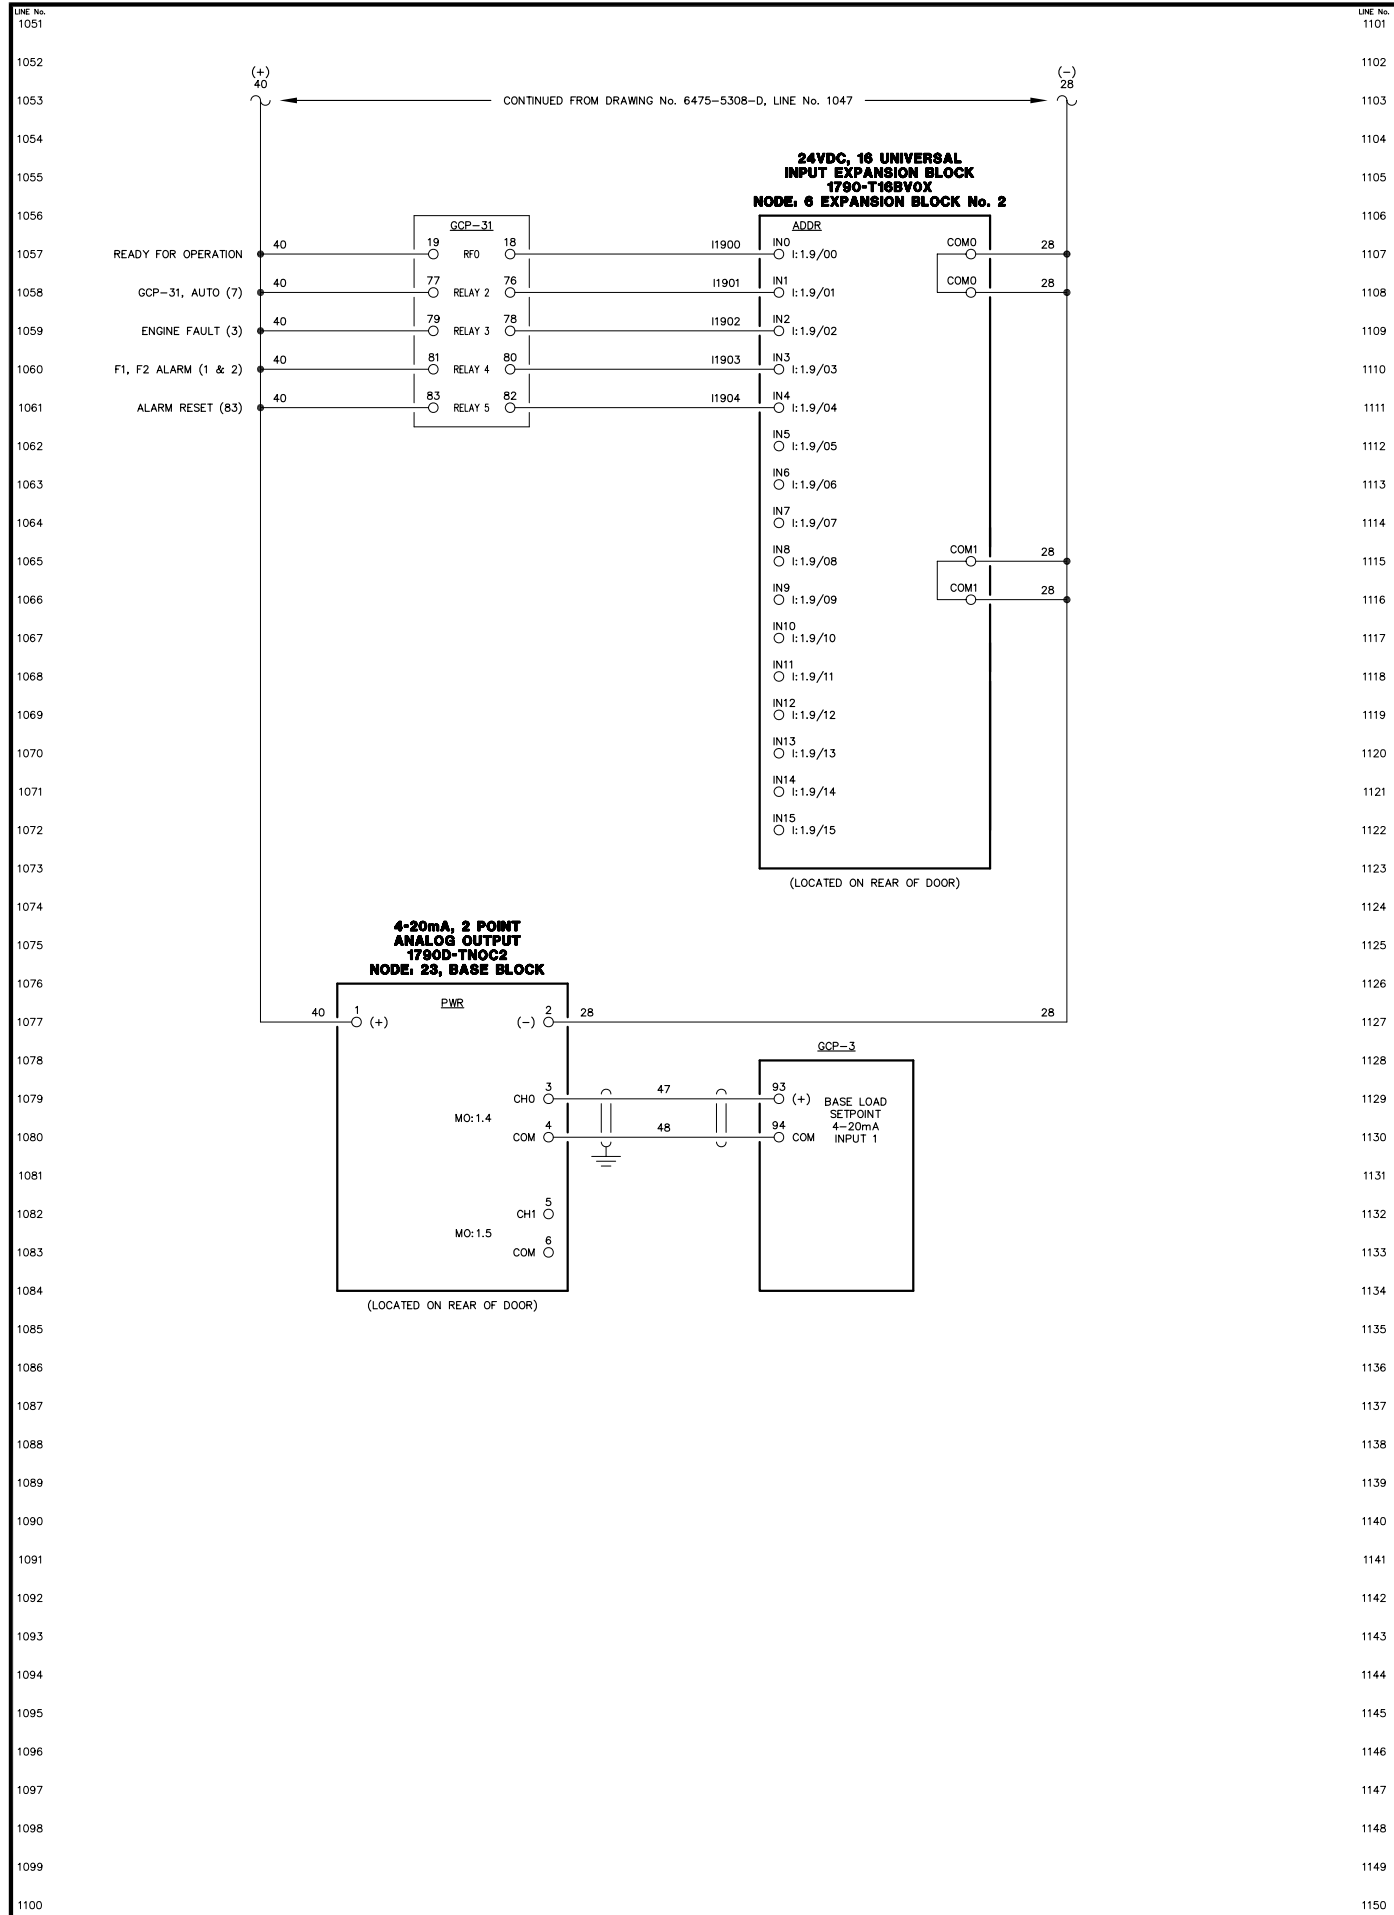 LINE No.
LINE No.
1051
1101
1052
1102
(+)
(-)
40
28
1053
CONTINUED FROM DRAWING No. 6475-5308-D, LINE No. 1047
1103
1054
1104
24VDC, 16 UNIVERSAL
1055
INPUT EXPANSION BLOCK
1105
1790-T16BV0X
NODE: 6 EXPANSION BLOCK No. 2
1056
1106
GCP-31
ADDR
1057
READY FOR OPERATION
40
19
RFO
18
I1900
IN0
I:1.9/00
COM0
28
1107
1058
GCP-31, AUTO (7)
40
77
RELAY 2
76
I1901
IN1
I:1.9/01
COM0
28
1108
1059
ENGINE FAULT (3)
40
79
RELAY 3
78
I1902
IN2
I:1.9/02
1109
1060
F1, F2 ALARM (1 & 2)
40
81
RELAY 4
80
I1903
IN3
I:1.9/03
1110
1061
ALARM RESET (83)
40
83
RELAY 5
82
I1904
IN4
I:1.9/04
1111
1062
IN5
I:1.9/05
1112
1063
IN6
I:1.9/06
1113
1064
IN7
I:1.9/07
1114
1065
IN8
I:1.9/08
COM1
28
1115
1066
IN9
I:1.9/09
COM1
28
1116
1067
IN10
I:1.9/10
1117
1068
IN11
I:1.9/11
1118
1069
IN12
I:1.9/12
1119
1070
IN13
I:1.9/13
1120
1071
IN14
I:1.9/14
1121
1072
IN15
I:1.9/15
1122
1073
1123
(LOCATED ON REAR OF DOOR)
1074
1124
4-20mA, 2 POINT
1075
ANALOG OUTPUT
1125
1790D-TN0C2
NODE: 23, BASE BLOCK
1076
1126
PWR
1077
40
1
(+)
(-)
2
28
28
1127
GCP-3
1078
1128
1079
CH0
3
47
93
(+)
BASE LOAD
1129
MO:1.4
SETPOINT
4-20mA
1080
COM
4
48
94
COM
INPUT 1
1130
1081
1131
1082
CH1
5
1132
MO:1.5
1083
COM
6
1133
1084
1134
(LOCATED ON REAR OF DOOR)
1085
1135
1086
1136
1087
1137
1088
1138
1089
1139
1090
1140
1091
1141
1092
1142
1093
1143
1094
1144
1095
1145
1096
1146
1097
1147
1098
1148
1099
1149
1100
1150